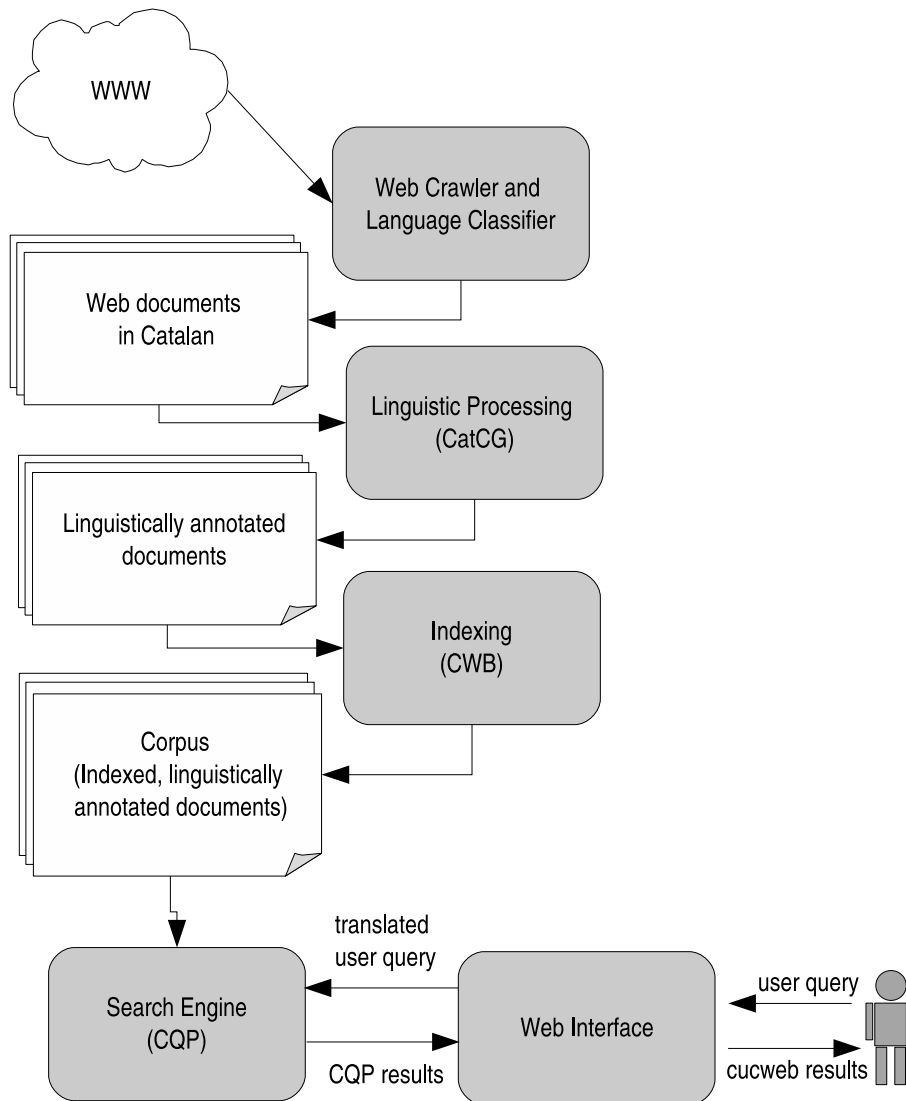 WWW
Web Crawler and
Language Classifier
Web documents
in Catalan
Linguistic Processing
(CatCG)
Linguistically annotated
documents
Indexing
(CWB)
Corpus
(Indexed, linguistically
annotated documents)
translated
user query
Search Engine
(CQP)
CQP results
Web Interface
user query
cucweb results